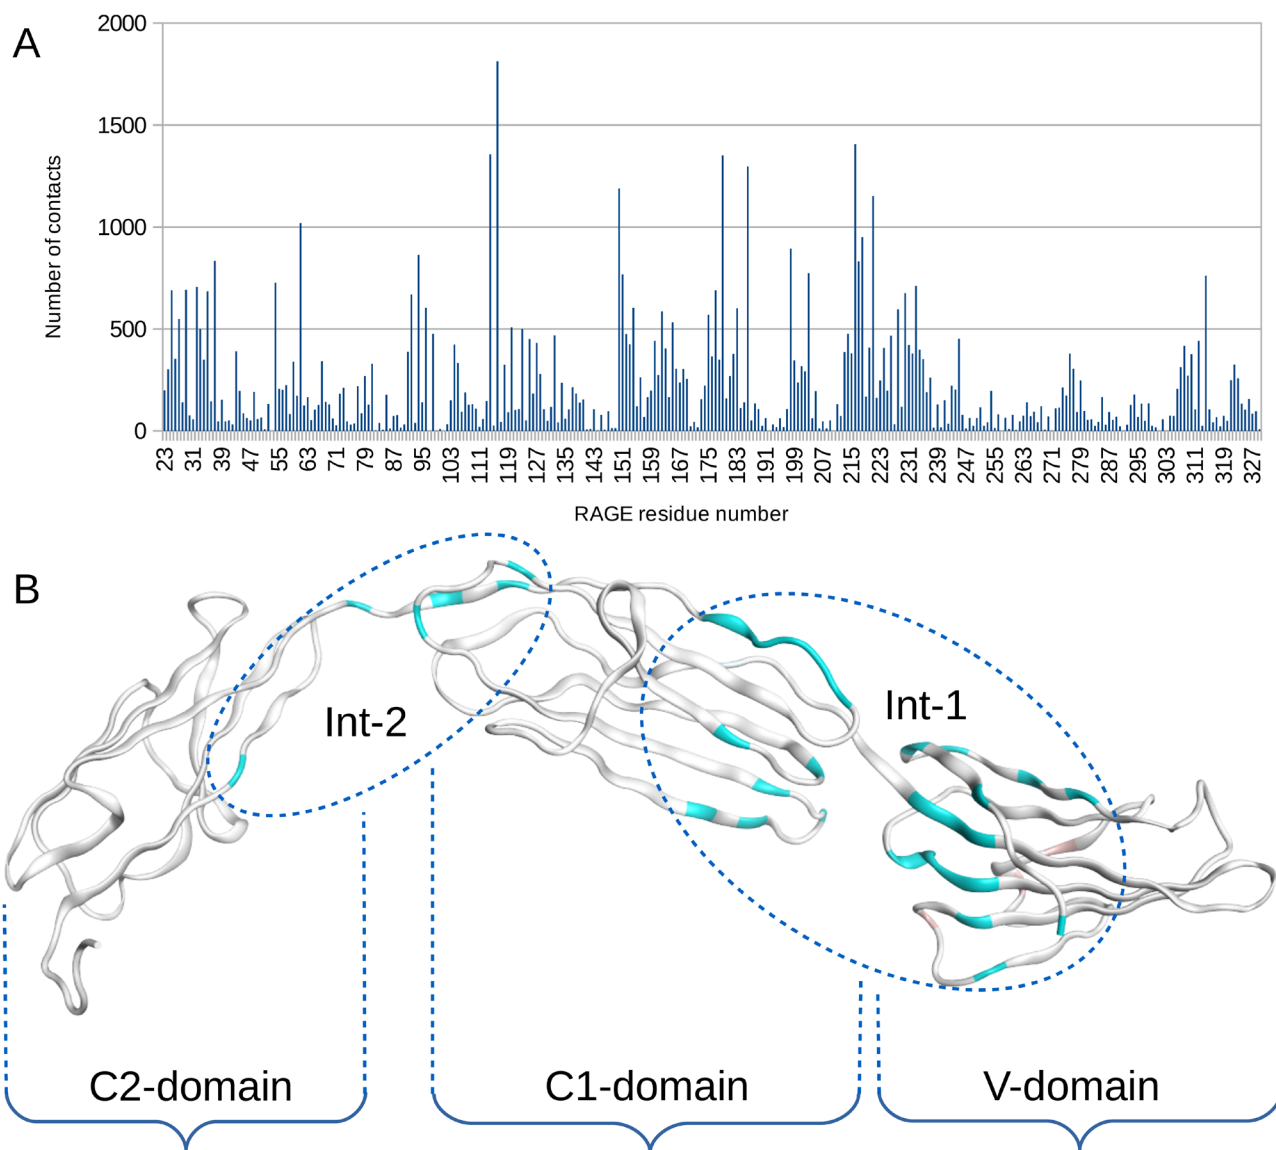 A
2000
1500
1000
500
0
Number of contacts
23 31 39 47 55 63 71 79 87 95 103 111 119 127 135 143 151 159 167 175 183 191 199 207 215 223 231 239 247 255 263 271 279 287 295 303 311 319 327
RAGE residue number
B
Int-2
Int-1
C2-domain C1-domain V-domain